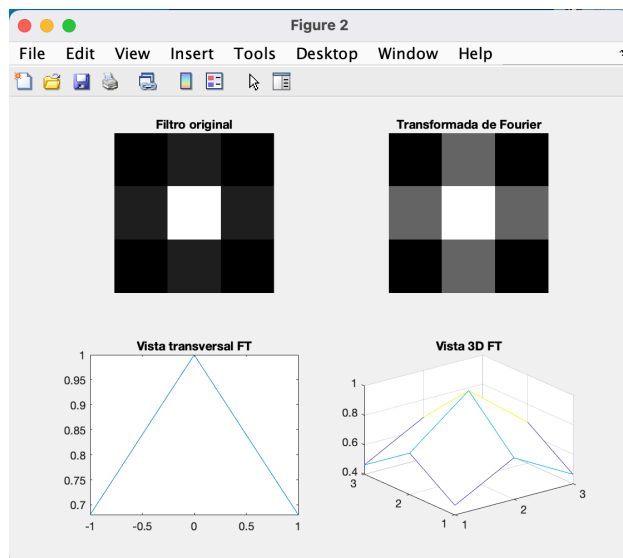 Figure 2
File Edit View Insert Tools Desktop Window Help
Filtro original
Transformada de Fourier
Vista transversal FT
1
0.95
0.9
0.85
0.8
0.75
0.7
-1 -0.5 0 0.5 1
Vista 3D FT
1
0.8
0.6
0.4
3
2
1
1
2
3